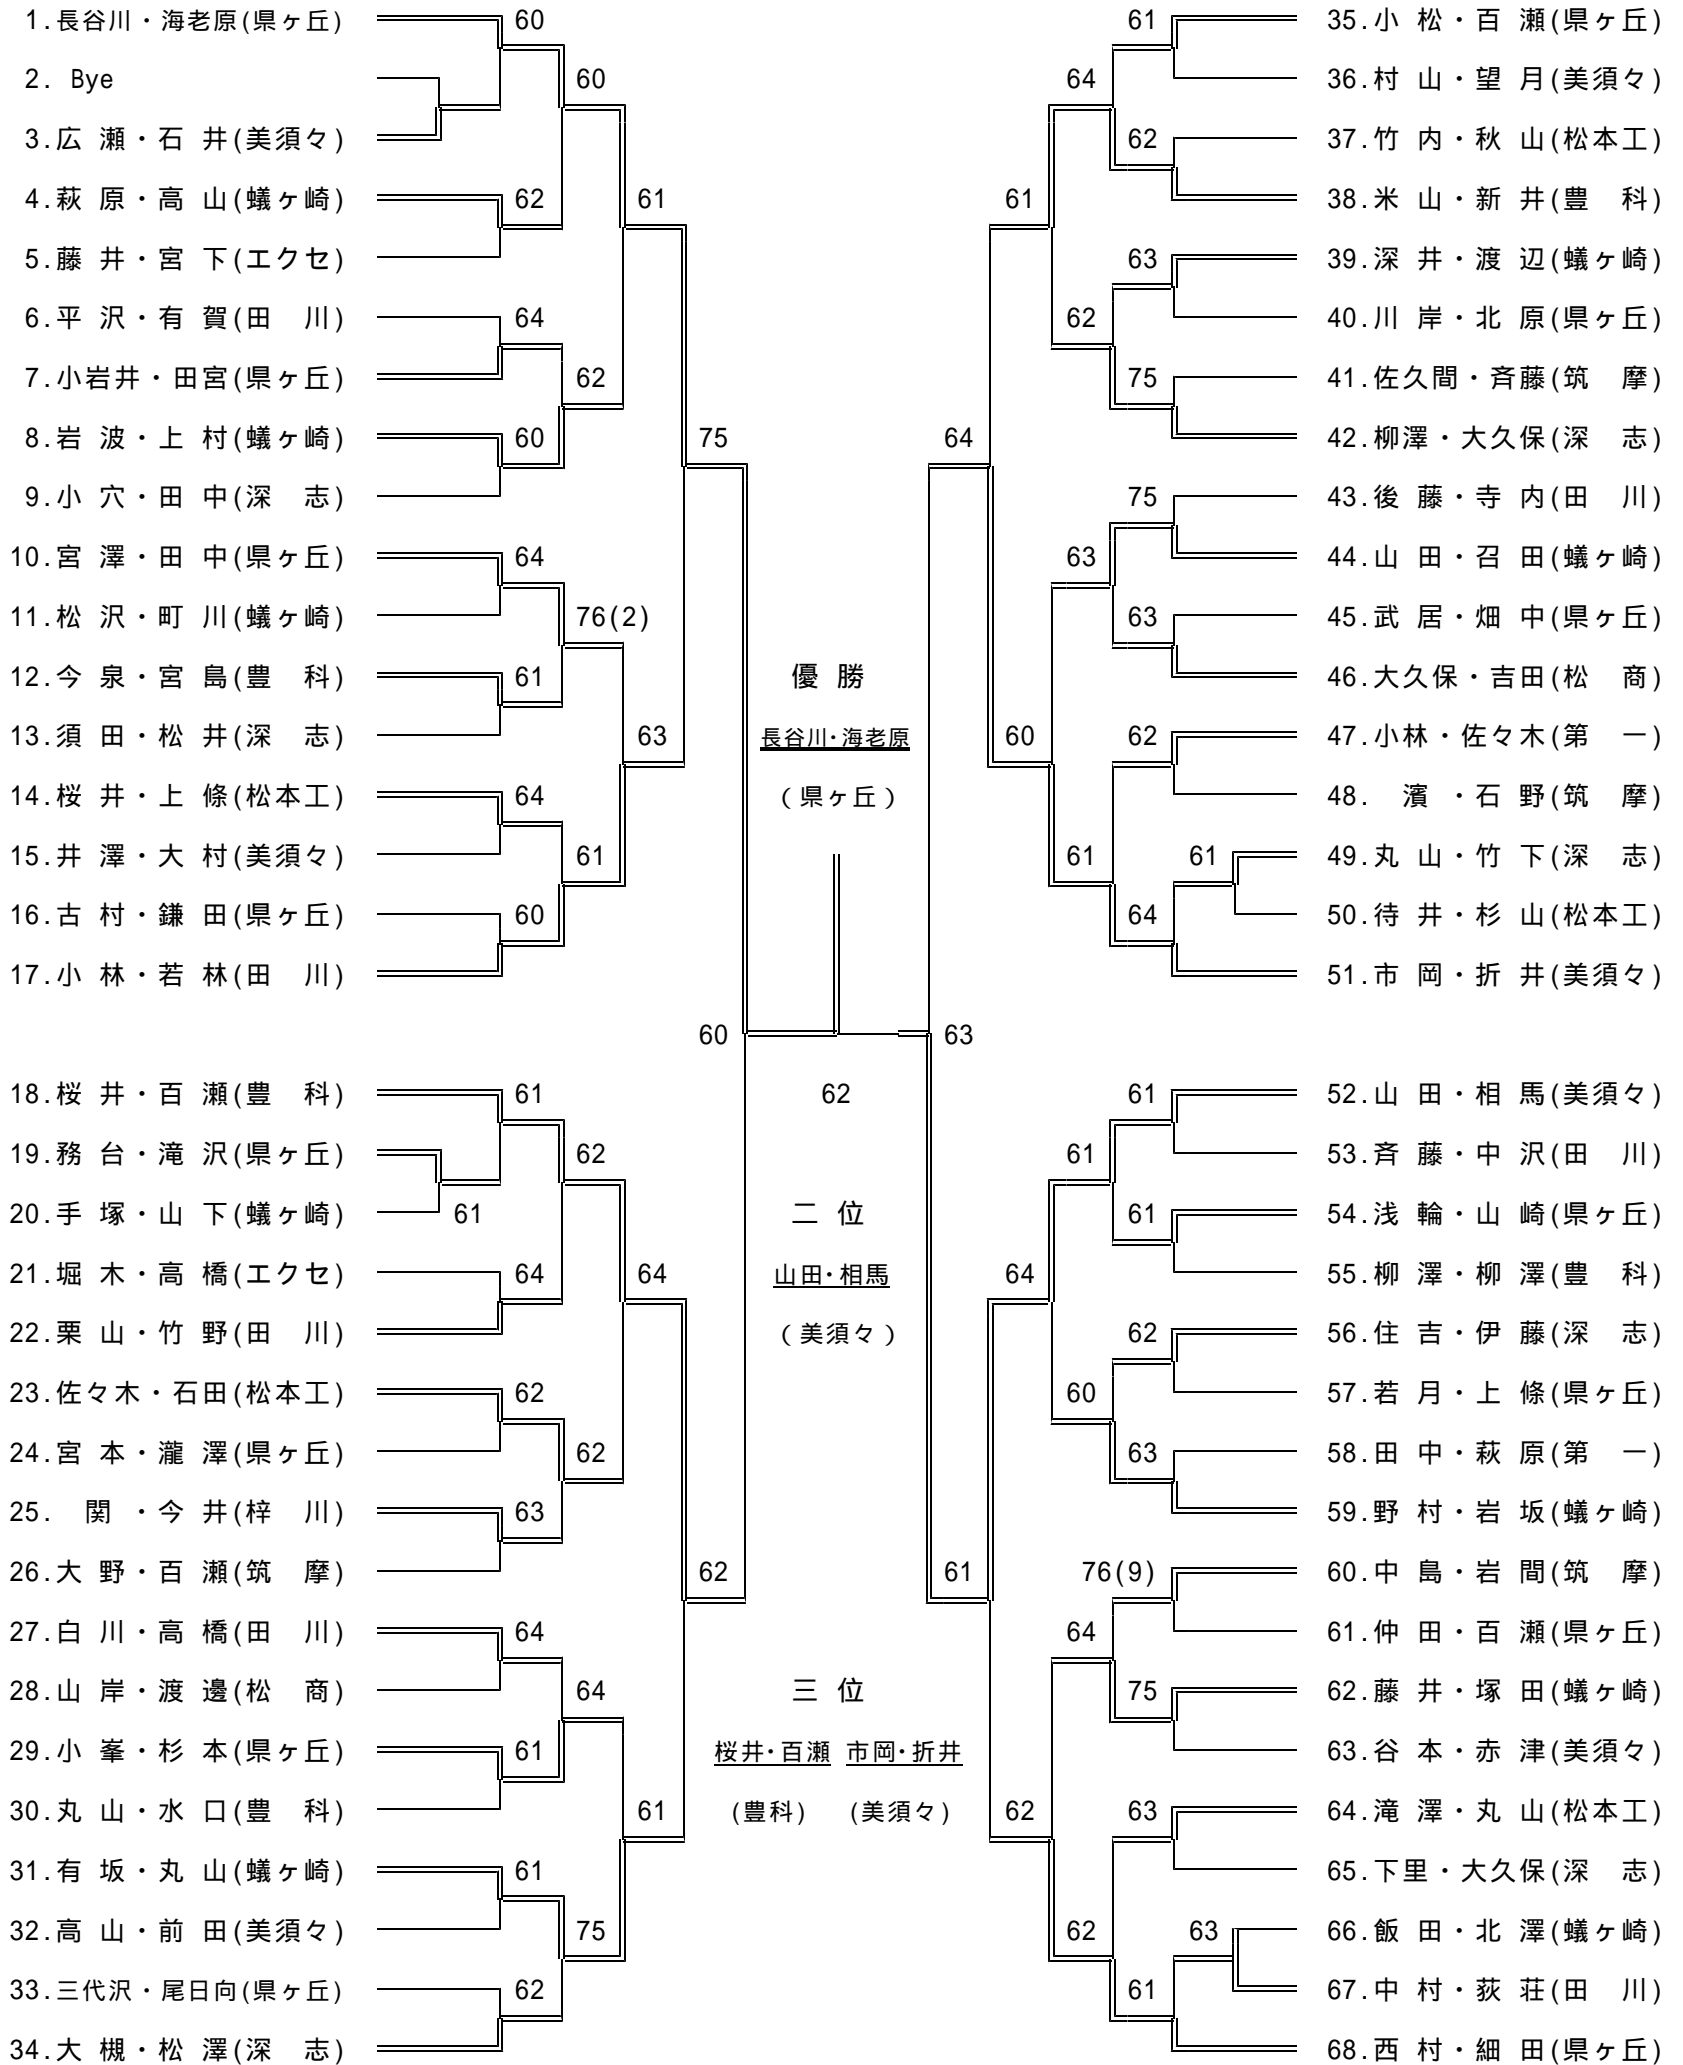 1.長谷川・海老原(県ヶ丘)
2. Bye
3.広 瀬・石 井(美須々)
4.萩 原・高 山(蟻ヶ崎)
5.藤 井・宮 下(エクセ)
6.平 沢・有 賀(田 川)
7.小岩井・田宮(県ヶ丘)
8.岩 波・上 村(蟻ヶ崎)
9.小 穴・田 中(深 志)
10.宮 澤・田 中(県ヶ丘)
11.松 沢・町 川(蟻ヶ崎)
12.今 泉・宮 島(豊 科)
13.須 田・松 井(深 志)
14.桜 井・上 條(松本工)
15.井 澤・大 村(美須々)
16.古 村・鎌 田(県ヶ丘)
17.小 林・若 林(田 川)
18.桜 井・百 瀬(豊 科)
19.務 台・滝 沢(県ヶ丘)
20.手 塚・山 下(蟻ヶ崎)
21.堀 木・高 橋(エクセ)
22.栗 山・竹 野(田 川)
23.佐々木・石田(松本工)
24.宮 本・瀧 澤(県ヶ丘)
25. 関 ・今 井(梓 川)
26.大 野・百 瀬(筑 摩)
27.白 川・高 橋(田 川)
28.山 岸・渡 邊(松 商)
29.小 峯・杉 本(県ヶ丘)
30.丸 山・水 口(豊 科)
31.有 坂・丸 山(蟻ヶ崎)
32.高 山・前 田(美須々)
33.三代沢・尾日向(県ヶ丘)
34.大 槻・松 澤(深 志)
60
62
64
60
64
61
64
60
61
61
64
62
63
64
61
61
62
60
62
76(2)
61
62
62
64
75
61
63
64
61
75
62
60
優 勝
長谷川・海老原
(県ヶ丘)
62
二 位
山田・相馬
(美須々)
三 位
桜井・百瀬 市岡・折井
(豊科) (美須々)
64
61
63
61
60
64
62
64
62
63
61
61
60
64
62
61
62
63
75
75
63
62
61
64
61
61
62
63
76(9)
75
63
63
61
35.小 松・百 瀬(県ヶ丘)
36.村 山・望 月(美須々)
37.竹 内・秋 山(松本工)
38.米 山・新 井(豊 科)
39.深 井・渡 辺(蟻ヶ崎)
40.川 岸・北 原(県ヶ丘)
41.佐久間・斉藤(筑 摩)
42.柳澤・大久保(深 志)
43.後 藤・寺 内(田 川)
44.山 田・召 田(蟻ヶ崎)
45.武 居・畑 中(県ヶ丘)
46.大久保・吉田(松 商)
47.小林・佐々木(第 一)
48. 濱 ・石 野(筑 摩)
49.丸 山・竹 下(深 志)
50.待 井・杉 山(松本工)
51.市 岡・折 井(美須々)
52.山 田・相 馬(美須々)
53.斉 藤・中 沢(田 川)
54.浅 輪・山 崎(県ヶ丘)
55.柳 澤・柳 澤(豊 科)
56.住 吉・伊 藤(深 志)
57.若 月・上 條(県ヶ丘)
58.田 中・萩 原(第 一)
59.野 村・岩 坂(蟻ヶ崎)
60.中 島・岩 間(筑 摩)
61.仲 田・百 瀬(県ヶ丘)
62.藤 井・塚 田(蟻ヶ崎)
63.谷 本・赤 津(美須々)
64.滝 澤・丸 山(松本工)
65.下里・大久保(深 志)
66.飯 田・北 澤(蟻ヶ崎)
67.中 村・荻 荘(田 川)
68.西 村・細 田(県ヶ丘)